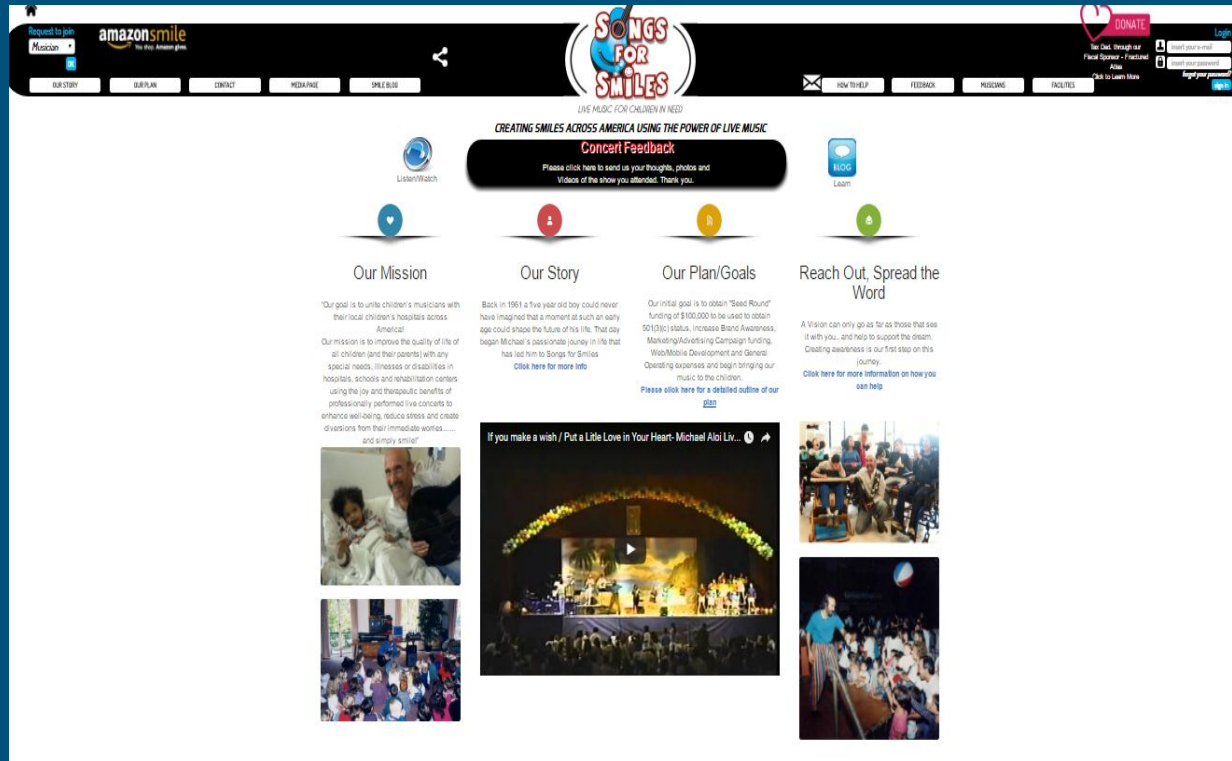 Request to join
Musician
OK
amazonsmile
You shop. Amazon gives.
SONGS
FOR
SMILES
LIVE MUSIC FOR CHILDREN IN NEED
DONATE
Tax Ded. through our
Fiscal Sponsor - Fractured
Atlas
Click to Learn More
Login
insert your e-mail
insert your password
forgot your password?
sign in
OUR STORY
OUR PLAN
CONTACT
MEDIA PAGE
SMILE BLOG
HOW TO HELP
FEEDBACK
MUSICIANS
FACILITIES
CREATING SMILES ACROSS AMERICA USING THE POWER OF LIVE MUSIC
Concert Feedback
Please click here to send us your thoughts, photos and
Videos of the show you attended. Thank you.
Listen/Watch
BLOG
Learn
Our Mission
"Our goal is to unite children's musicians with
their local children's hospitals across
America!
Our mission is to improve the quality of life of
all children (and their parents) with any
special needs, illnesses or disabilities in
hospitals, schools and rehabilitation centers
using the joy and therapeutic benefits of
professionally performed live concerts to
enhance well-being, reduce stress and create
diversions from their immediate worries......
and simply smile!"
Our Story
Back in 1961 a five year old boy could never
have imagined that a moment at such an early
age could shape the future of his life. That day
began Michael's passionate jouney in life that
has led him to Songs for Smiles
Click here for more info
Our Plan/Goals
Our initial goal is to obtain "Seed Round"
funding of $100,000 to be used to obtain
501(3)(c) status, increase Brand Awareness,
Marketing/Advertising Campaign funding,
Web/Mobile Development and General
Operating expenses and begin bringing our
music to the children.
Please click here for a detailed outline of our
plan
Reach Out, Spread the
Word
A Vision can only go as far as those that see
it with you.. and help to support the dream.
Creating awareness is our first step on this
journey.
Click here for more information on how you
can help
If you make a wish / Put a Litle Love in Your Heart- Michael Aloi Liv...